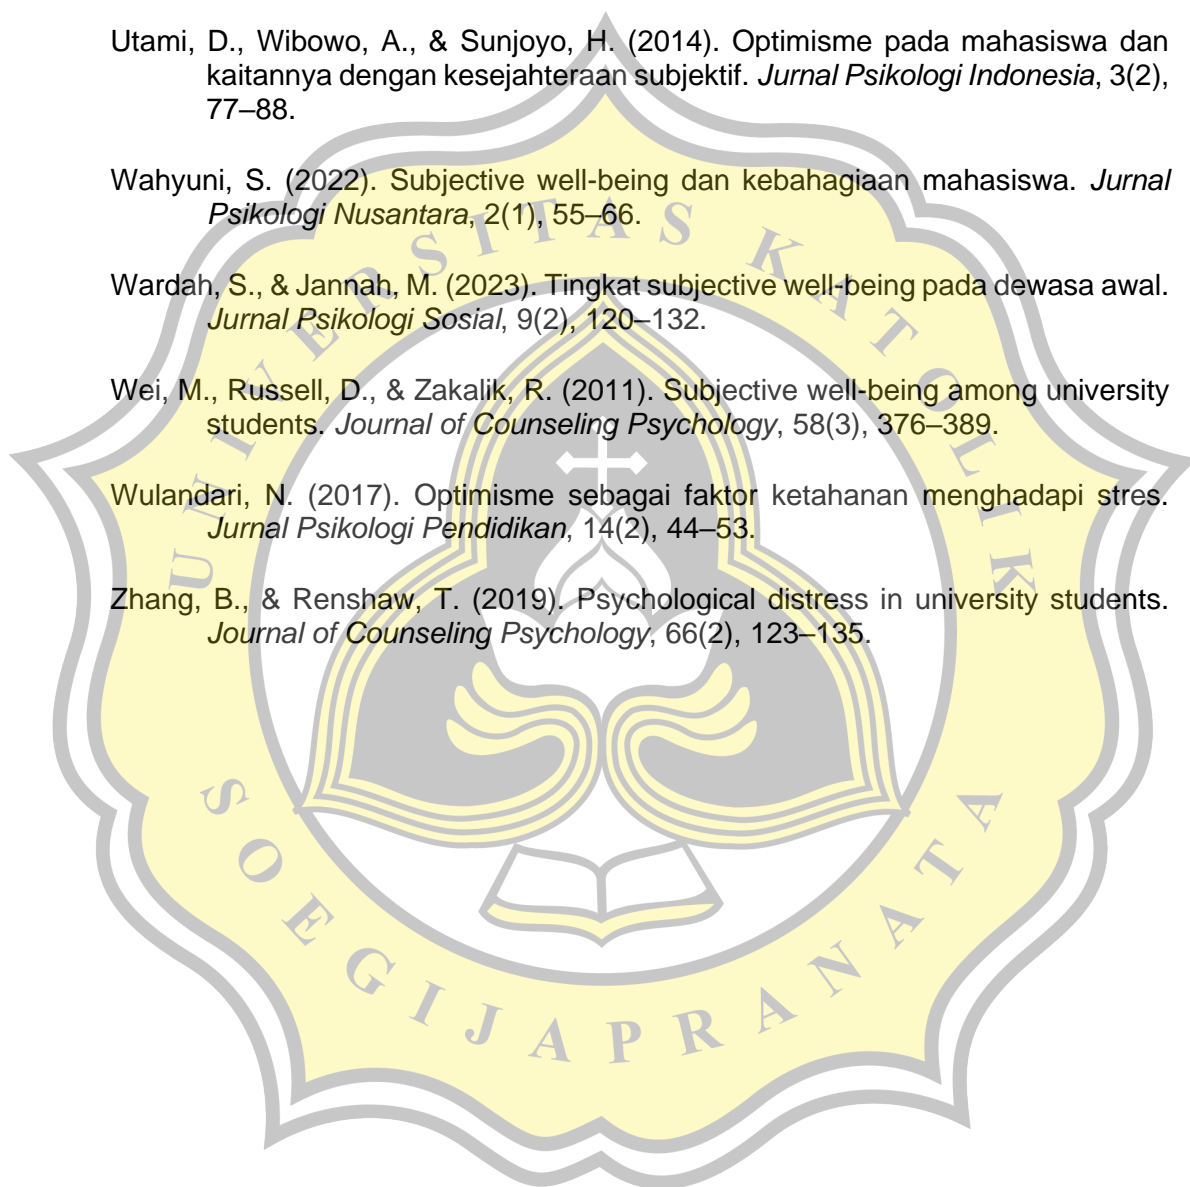 Utami, D., Wibowo, A., & Sunjoyo, H. (2014). Optimisme pada mahasiswa dan
kaitannya dengan kesejahteraan subjektif. Jurnal Psikologi Indonesia, 3(2),
77–88.
Wahyuni, S. (2022). Subjective well-being dan kebahagiaan mahasiswa. Jurnal
Psikologi Nusantara, 2(1), 55–66.
Wardah, S., & Jannah, M. (2023). Tingkat subjective well-being pada dewasa awal.
Jurnal Psikologi Sosial, 9(2), 120–132.
Wei, M., Russell, D., & Zakalik, R. (2011). Subjective well-being among university
students. Journal of Counseling Psychology, 58(3), 376–389.
Wulandari, N. (2017). Optimisme sebagai faktor ketahanan menghadapi stres.
Jurnal Psikologi Pendidikan, 14(2), 44–53.
Zhang, B., & Renshaw, T. (2019). Psychological distress in university students.
Journal of Counseling Psychology, 66(2), 123–135.
UNIVERSITAS KATOLIK
SOEGIJAPRANATA